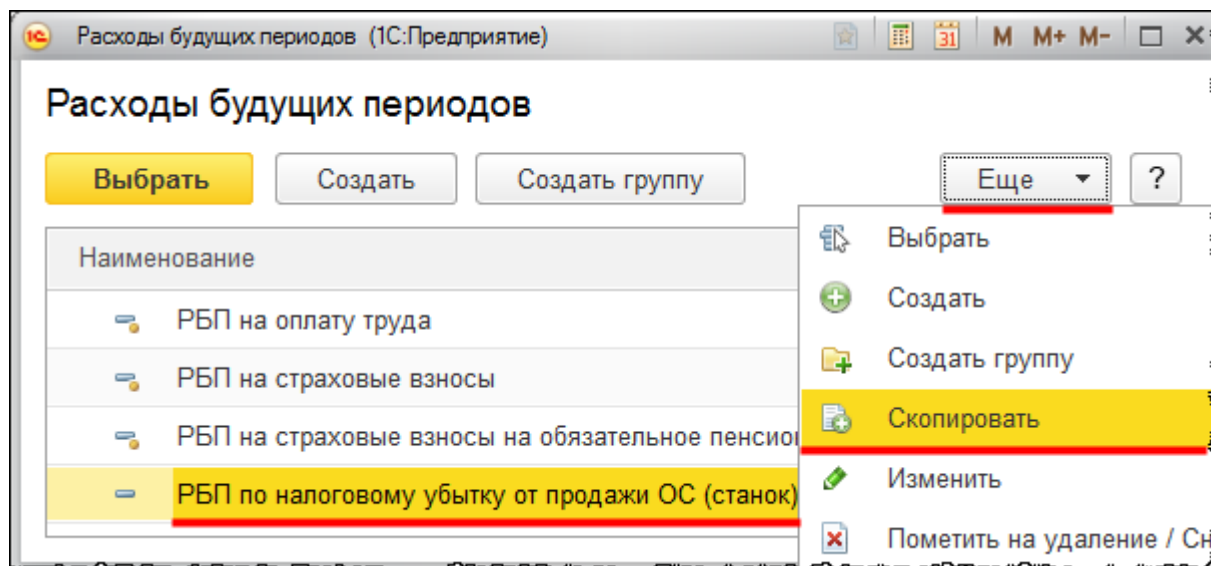 Расходы будущих периодов (1С:Предприятие)
31 M M+ M-
Расходы будущих периодов
Выбрать Создать Создать группу Еще ?
Наименование
РБП на оплату труда
РБП на страховые взносы
РБП на страховые взносы на обязательное
РБП по налоговому убытку от продажи ОС (станок)
Выбрать
Создать
Создать группу
Скопировать
Изменить
Пометить на удаление /